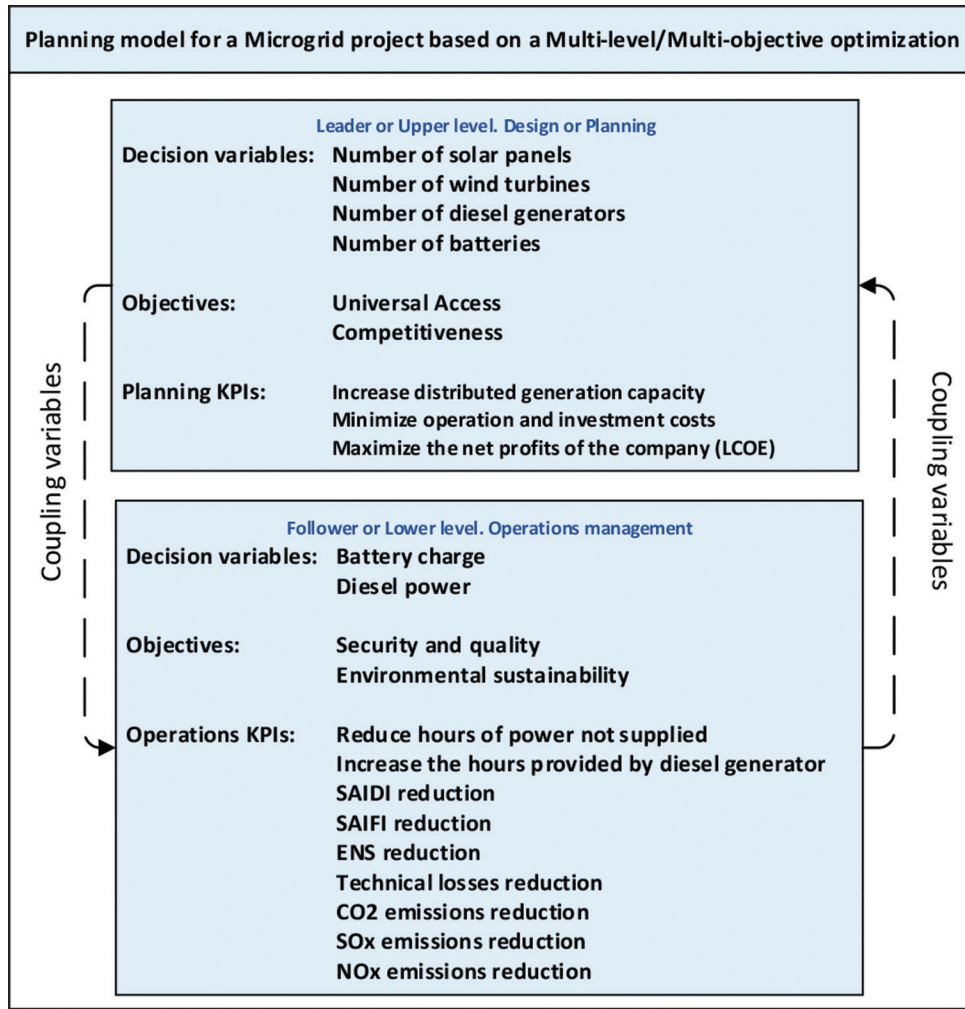 Planning model for a Microgrid project based on a Multi-level/Multi-objective optimization
Leader or Upper level. Design or Planning
Decision variables: Number of solar panels
Number of wind turbines
Number of diesel generators
Number of batteries
Objectives: Universal Access
Competitiveness
Planning KPIs: Increase distributed generation capacity
Minimize operation and investment costs
Maximize the net profits of the company (LCOE)
Coupling variables
Coupling variables
Follower or Lower level. Operations management
Decision variables: Battery charge
Diesel power
Objectives: Security and quality
Environmental sustainability
Operations KPIs: Reduce hours of power not supplied
Increase the hours provided by diesel generator
SAIDI reduction
SAIFI reduction
ENS reduction
Technical losses reduction
CO2 emissions reduction
SOx emissions reduction
NOx emissions reduction